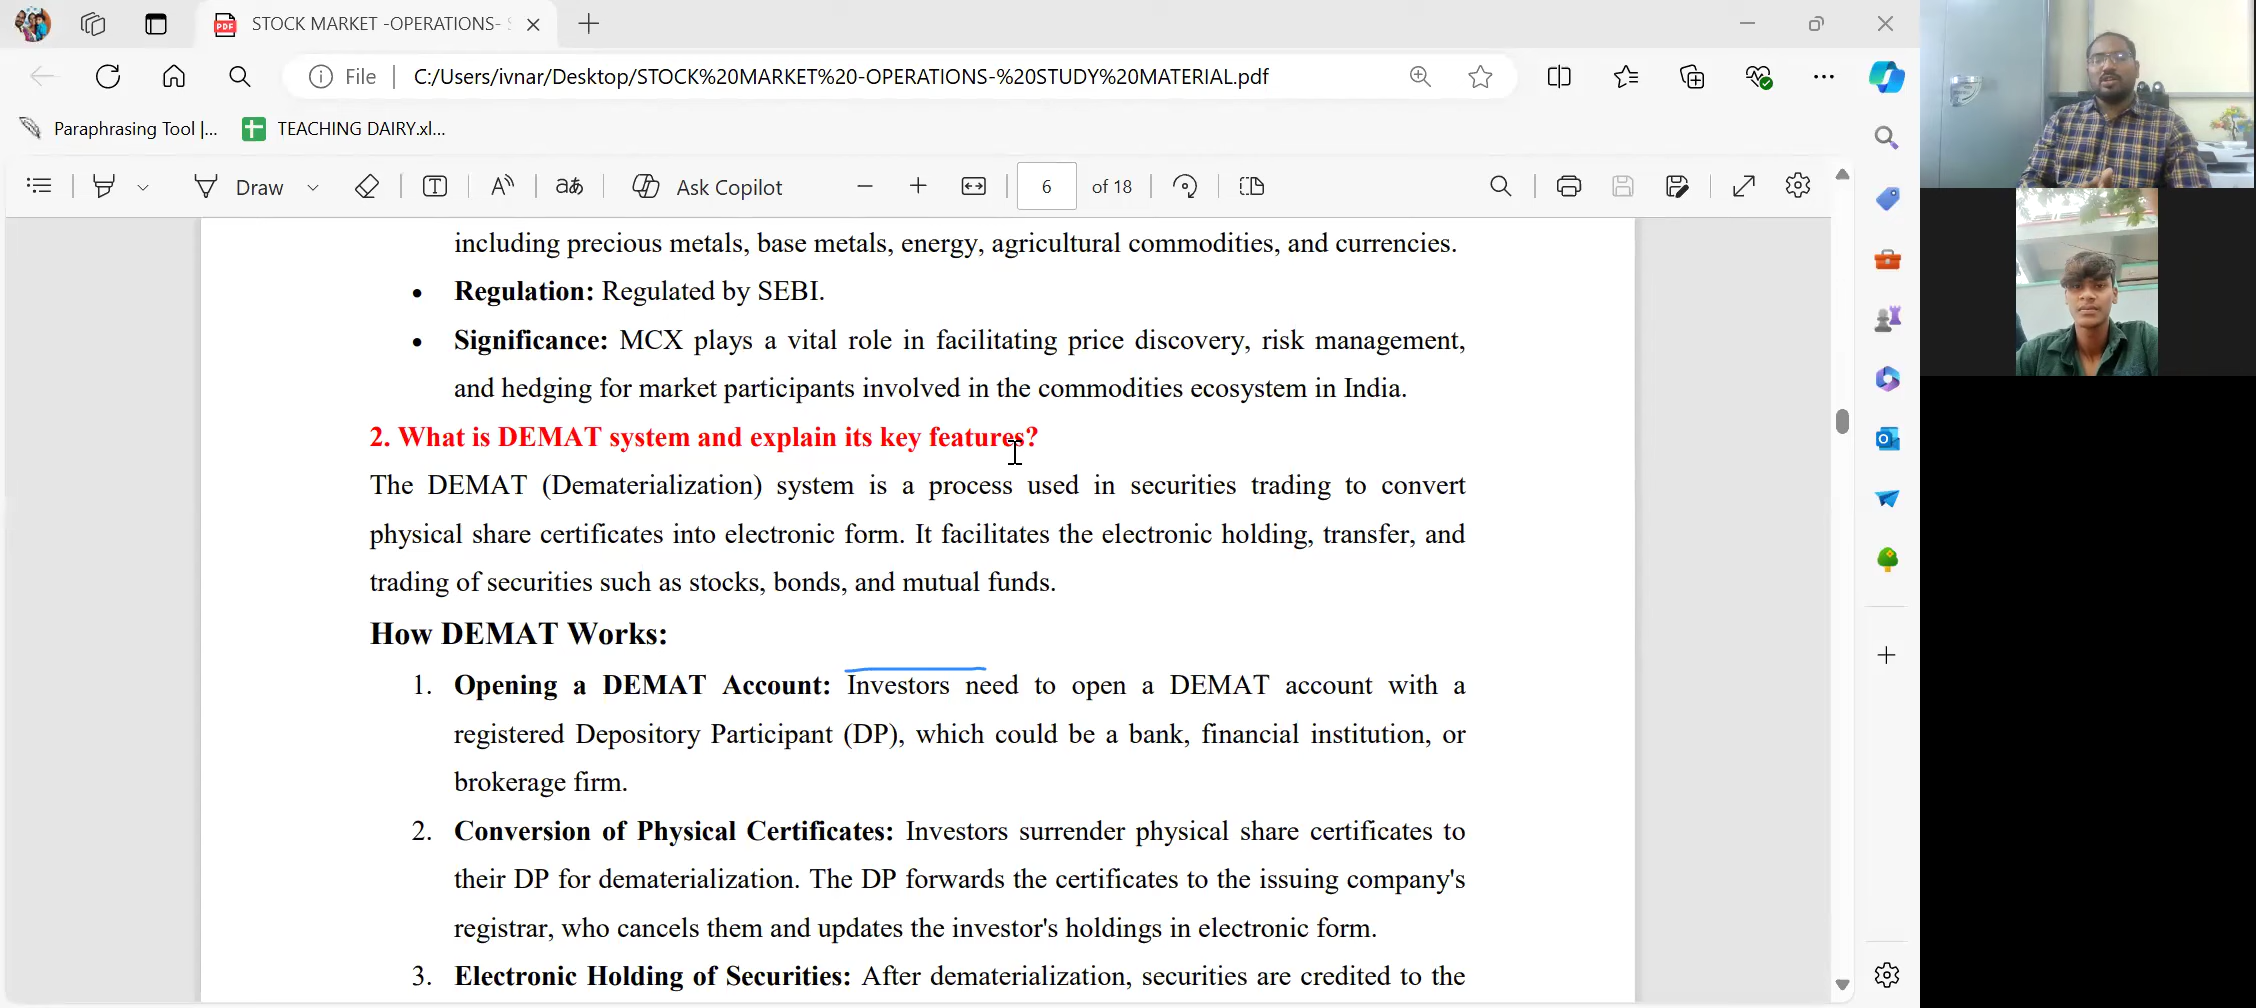 STOCK MARKET -OPERATIONS-
File
C:/Users/ivnar/Desktop/STOCK%20MARKET%20-OPERATIONS-%20STUDY%20MATERIAL.pdf
Paraphrasing Tool |...
TEACHING DAIRY.xl...
Draw
Ask Copilot
6
of 18
including precious metals, base metals, energy, agricultural commodities, and currencies.
• Regulation: Regulated by SEBI.
• Significance: MCX plays a vital role in facilitating price discovery, risk management,
and hedging for market participants involved in the commodities ecosystem in India.
2. What is DEMAT system and explain its key features?
The DEMAT (Dematerialization) system is a process used in securities trading to convert
physical share certificates into electronic form. It facilitates the electronic holding, transfer, and
trading of securities such as stocks, bonds, and mutual funds.
How DEMAT Works:
1. Opening a DEMAT Account: Investors need to open a DEMAT account with a
registered Depository Participant (DP), which could be a bank, financial institution, or
brokerage firm.
2. Conversion of Physical Certificates: Investors surrender physical share certificates to
their DP for dematerialization. The DP forwards the certificates to the issuing company's
registrar, who cancels them and updates the investor's holdings in electronic form.
3. Electronic Holding of Securities: After dematerialization, securities are credited to the